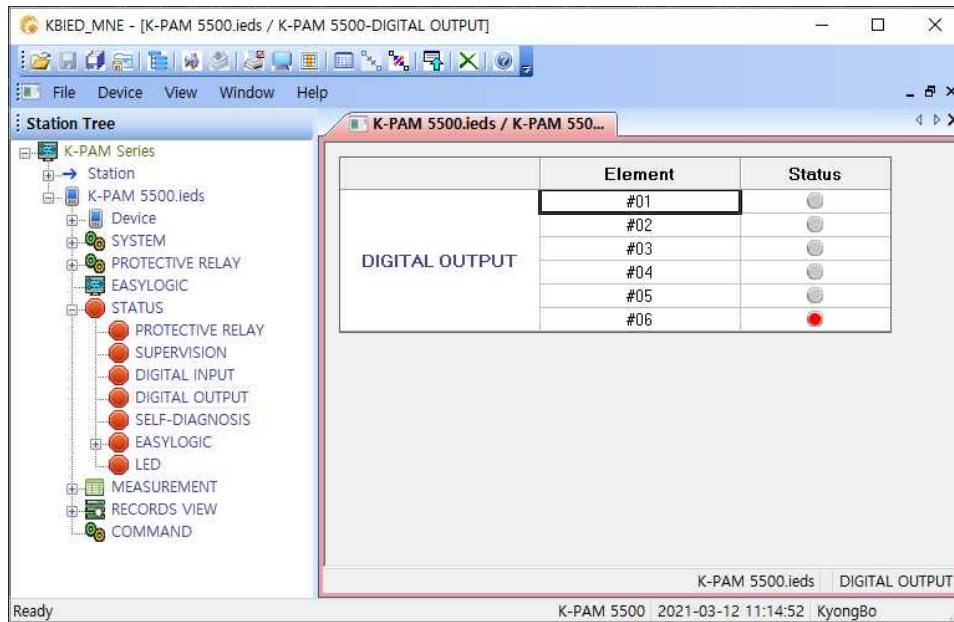 KBIED_MNE - [K-PAM 5500.ieds / K-PAM 5500-DIGITAL OUTPUT]
File Device View Window Help
Station Tree
K-PAM Series
Station
K-PAM 5500.ieds
Device
SYSTEM
PROTECTIVE RELAY
EASYLOGIC
STATUS
PROTECTIVE RELAY
SUPERVISION
DIGITAL INPUT
DIGITAL OUTPUT
SELF-DIAGNOSIS
EASYLOGIC
LED
MEASUREMENT
RECORDS VIEW
COMMAND
K-PAM 5500.ieds / K-PAM 550...
Element Status
DIGITAL OUTPUT
#01
#02
#03
#04
#05
#06
K-PAM 5500.ieds DIGITAL OUTPUT
Ready K-PAM 5500 2021-03-12 11:14:52 KyongBo